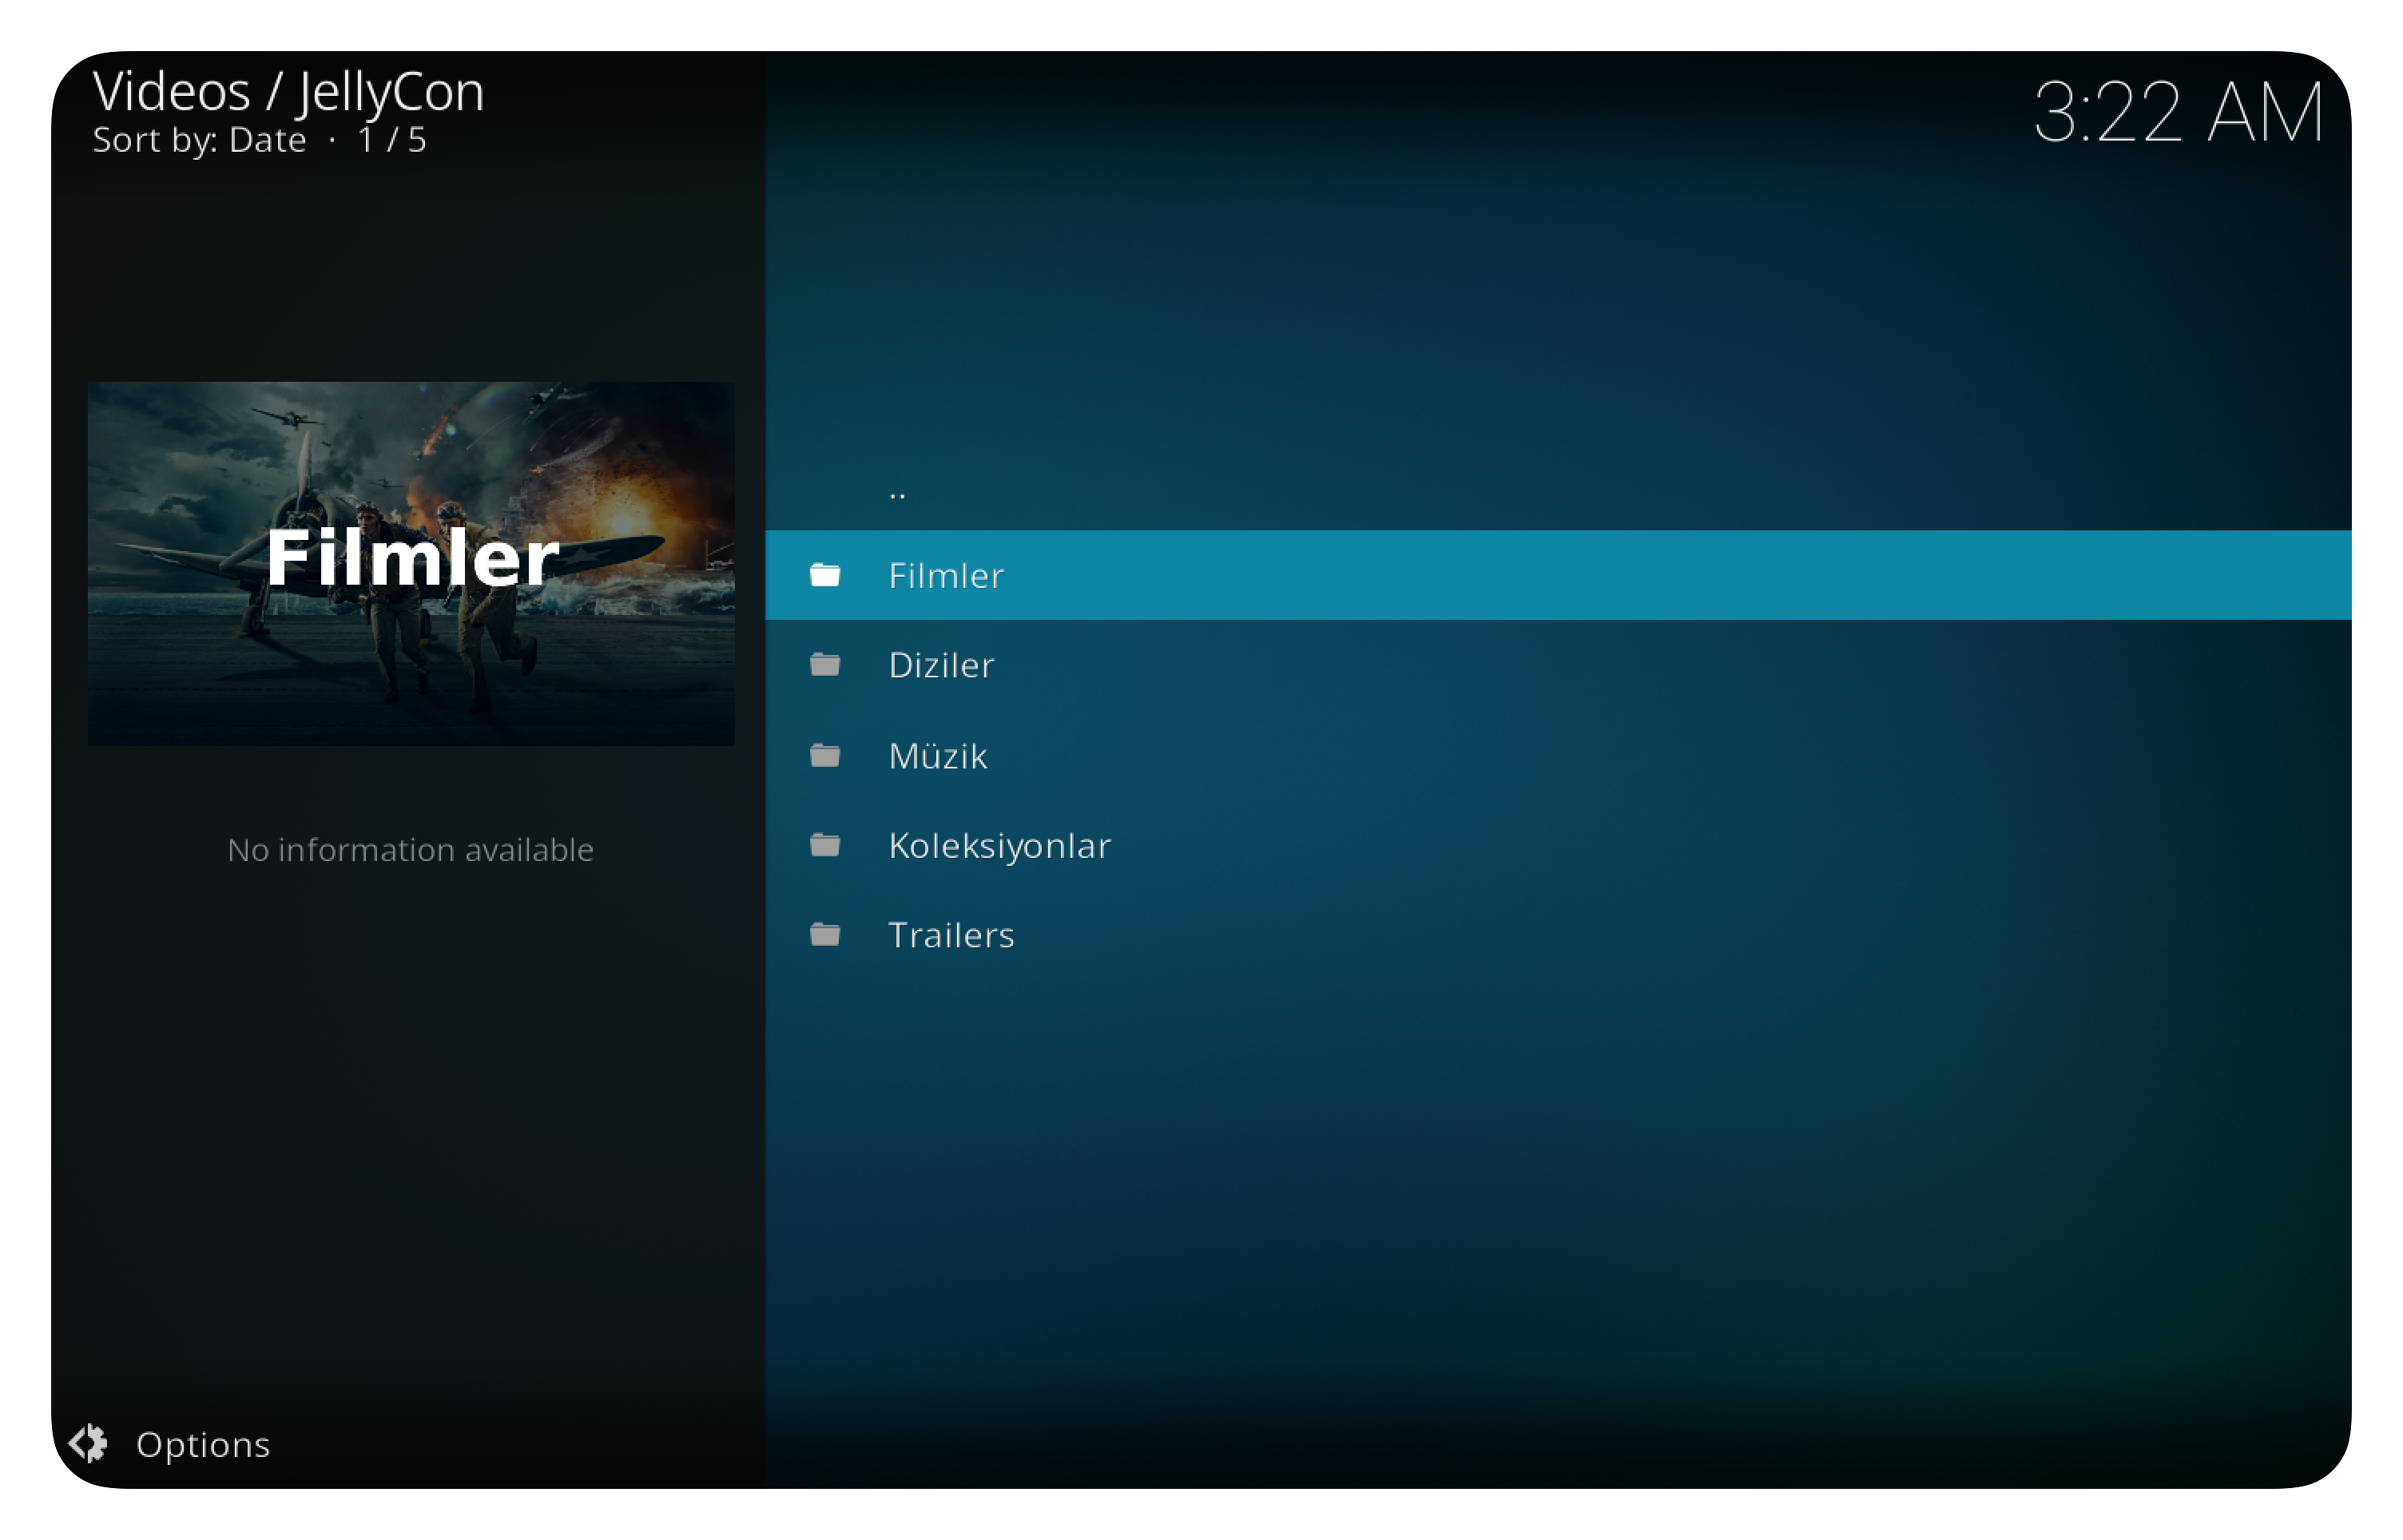 Videos / JellyCon
Sort by: Date · 1 / 5
3:22 AM
Filmler
No information available
..
Filmler
Diziler
Müzik
Koleksiyonlar
Trailers
Options